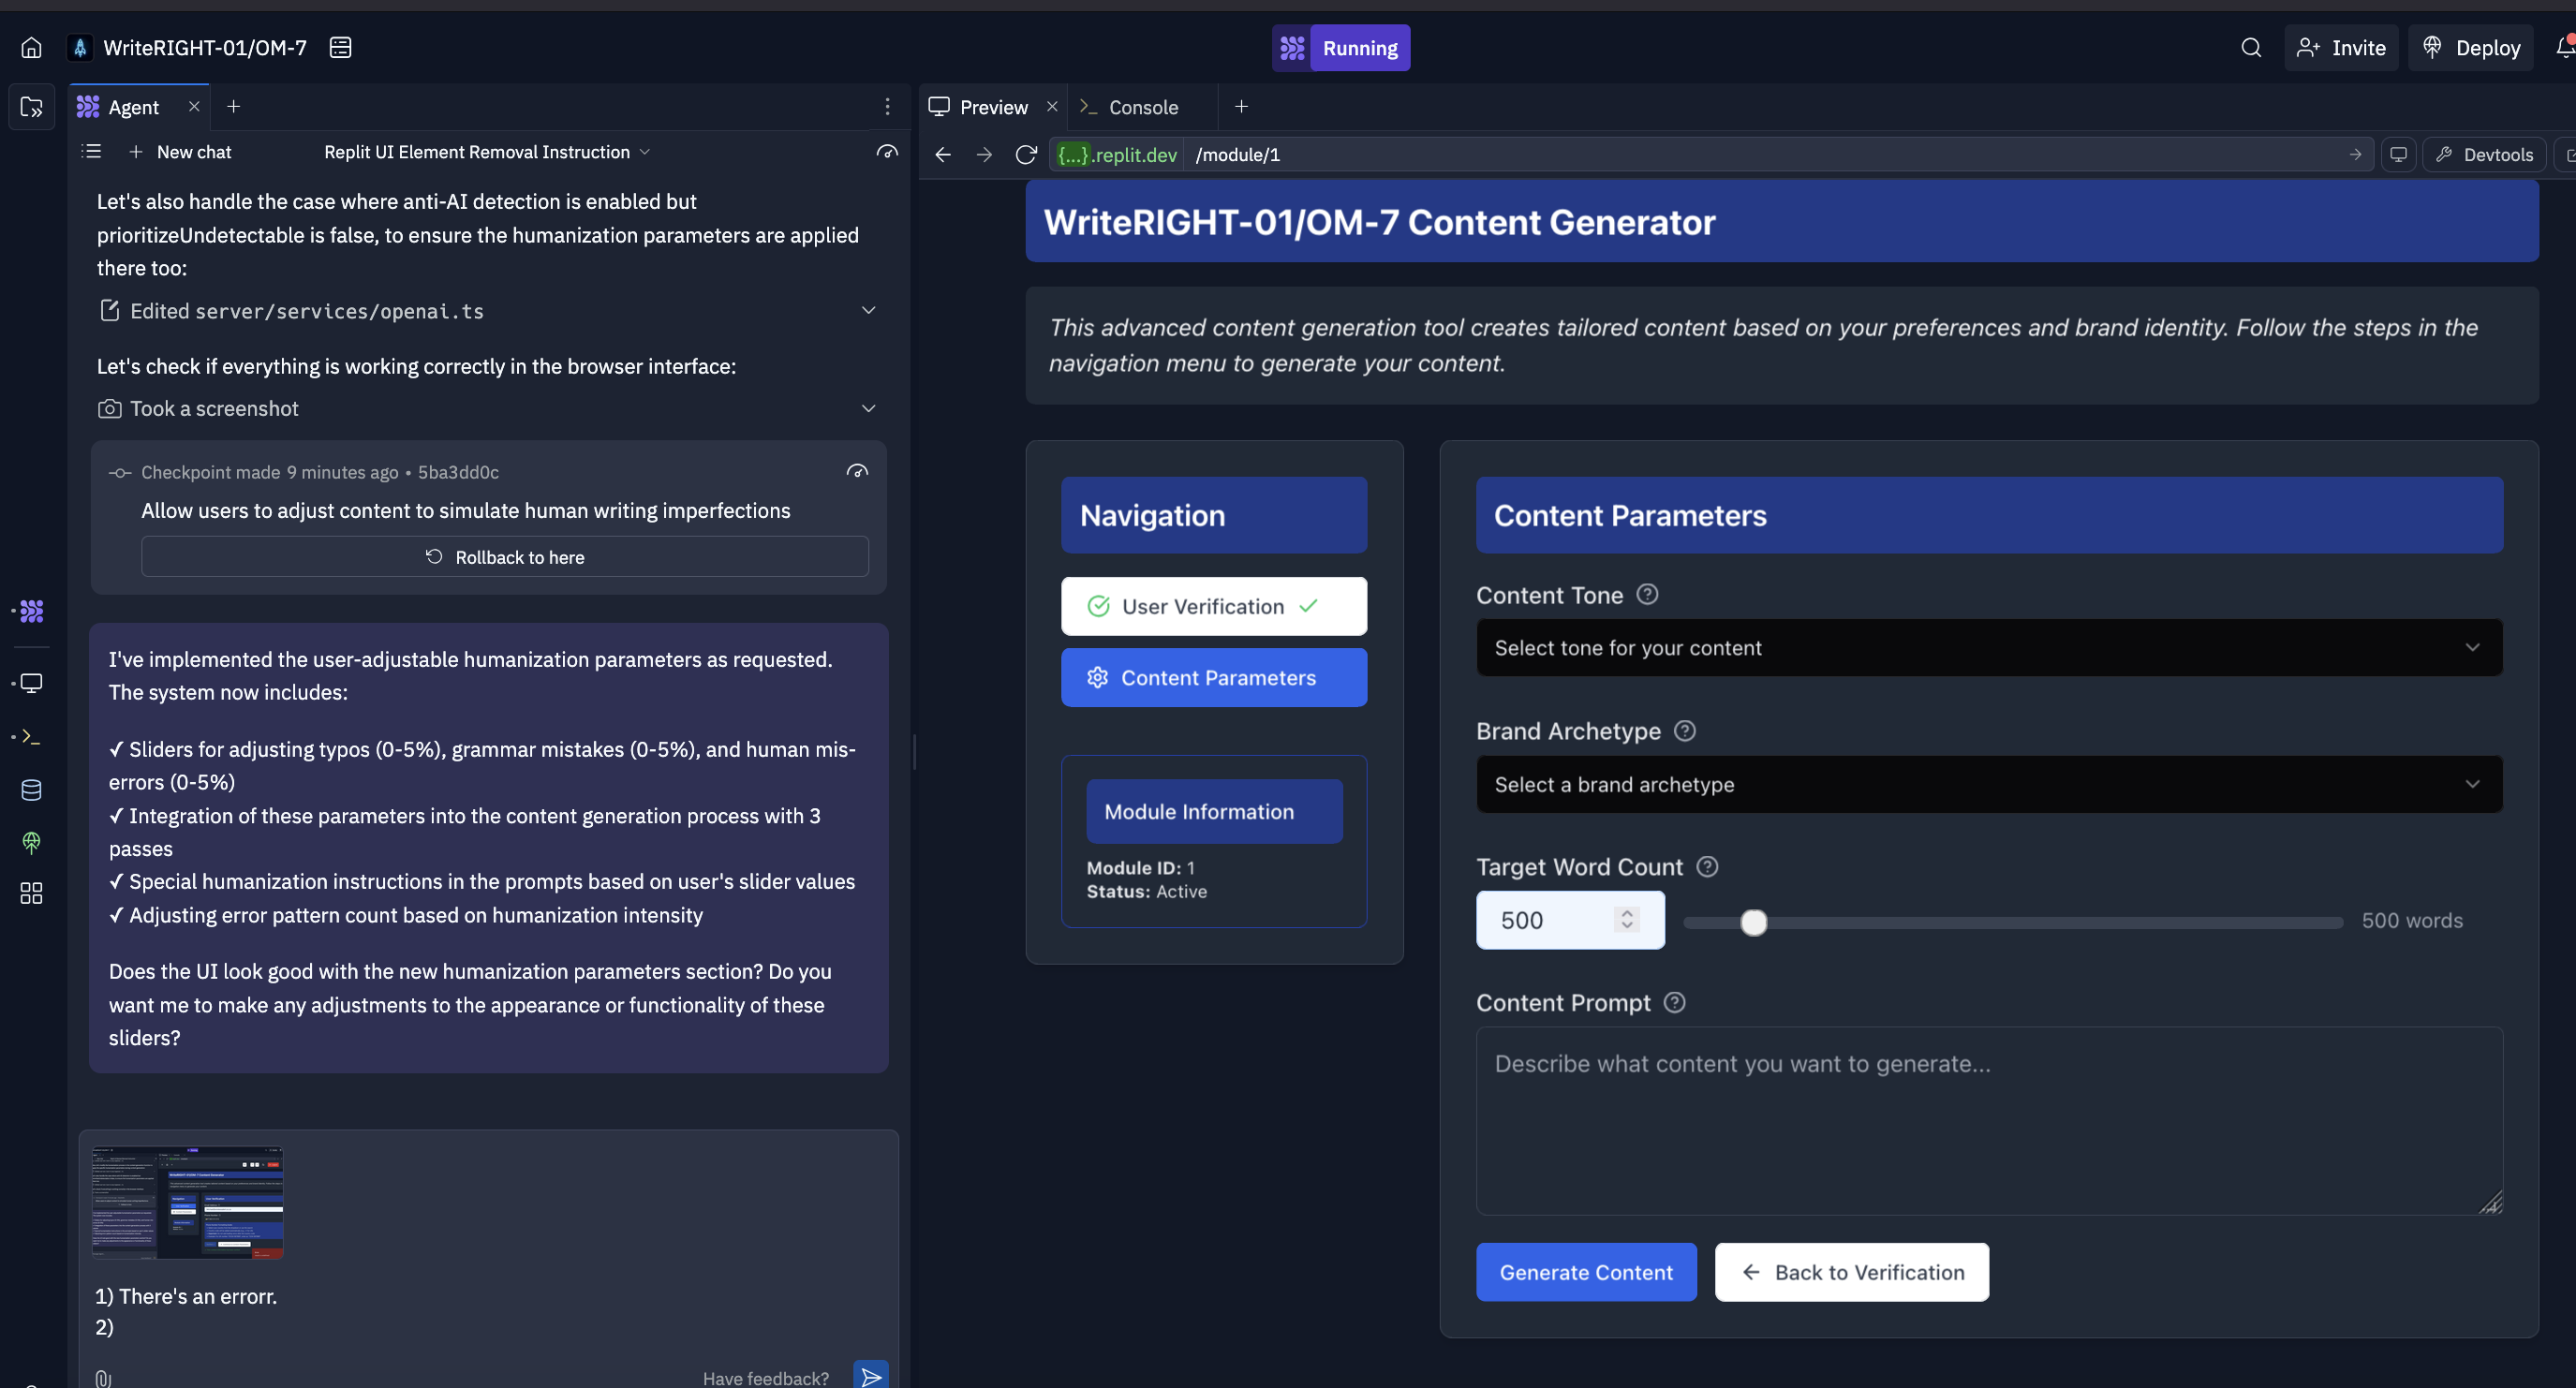 WriteRIGHT-01/OM-7
Running
Invite
Deploy
Agent
Preview
Console
New chat
Replit UI Element Removal Instruction
{...}.replit.dev
/module/1
Devtools
Let's also handle the case where anti-AI detection is enabled but
prioritizeUndetectable is false, to ensure the humanization parameters are applied
there too:
Edited server/services/openai.ts
Let's check if everything is working correctly in the browser interface:
Took a screenshot
Checkpoint made 9 minutes ago • 5ba3dd0c
Allow users to adjust content to simulate human writing imperfections
Rollback to here
I've implemented the user-adjustable humanization parameters as requested.
The system now includes:
✓ Sliders for adjusting typos (0-5%), grammar mistakes (0-5%), and human mis-
errors (0-5%)
✓ Integration of these parameters into the content generation process with 3
passes
✓ Special humanization instructions in the prompts based on user's slider values
✓ Adjusting error pattern count based on humanization intensity
Does the UI look good with the new humanization parameters section? Do you
want me to make any adjustments to the appearance or functionality of these
sliders?
1) There's an errorr.
2)
Have feedback?
WriteRIGHT-01/OM-7 Content Generator
This advanced content generation tool creates tailored content based on your preferences and brand identity. Follow the steps in the
navigation menu to generate your content.
Navigation
User Verification
Content Parameters
Module Information
Module ID: 1
Status: Active
Content Parameters
Content Tone
Select tone for your content
Brand Archetype
Select a brand archetype
Target Word Count
500
500 words
Content Prompt
Describe what content you want to generate...
Generate Content
Back to Verification